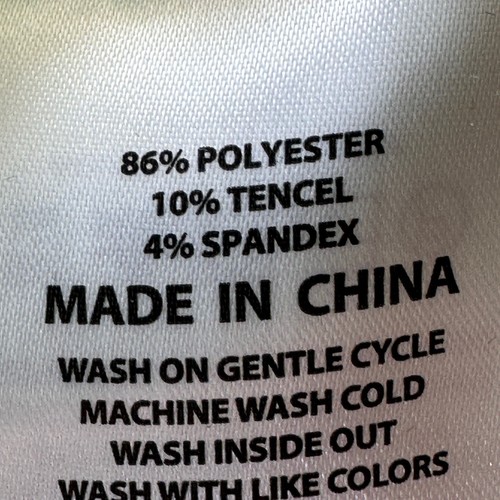 86% POLYESTER
10% TENCEL
4% SPANDEX
MADE IN CHINA
WASH ON GENTLE CYCLE
MACHINE WASH COLD
WASH INSIDE OUT
WASH WITH LIKE COLORS